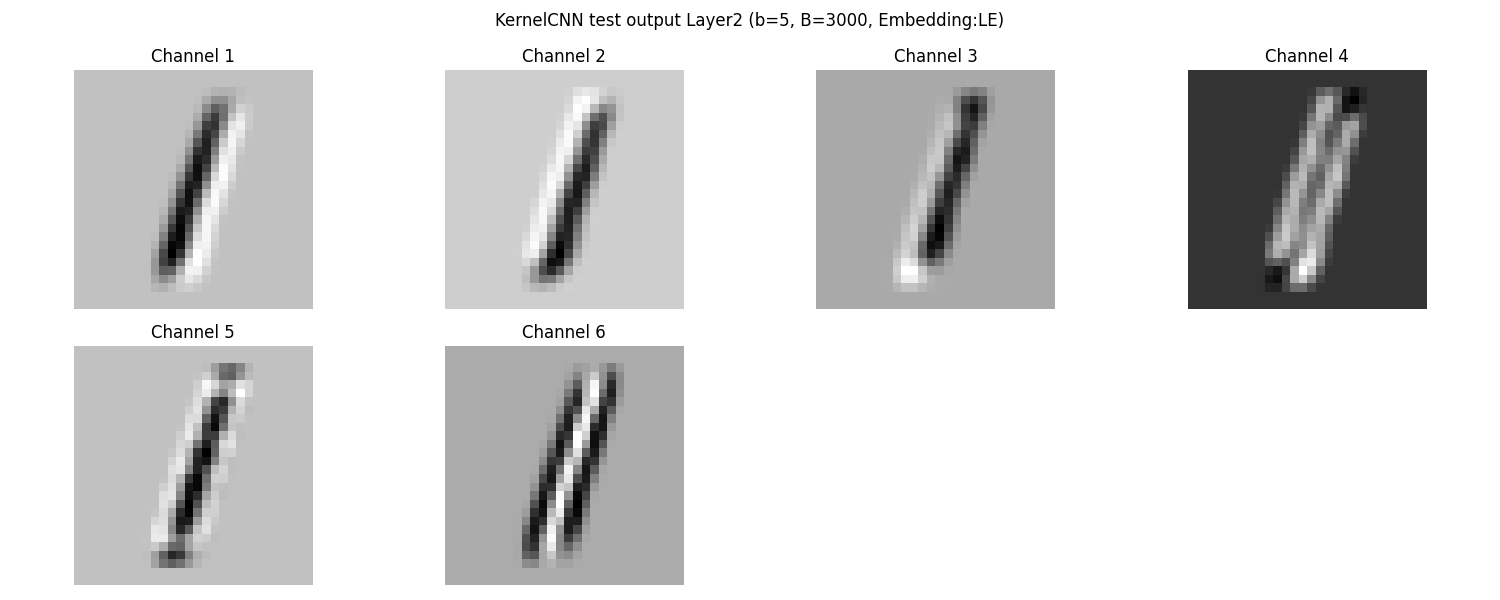 KernelCNN test output Layer2 (b=5, B=3000, Embedding:LE)
Channel 1
Channel 2
Channel 3
Channel 4
Channel 5
Channel 6